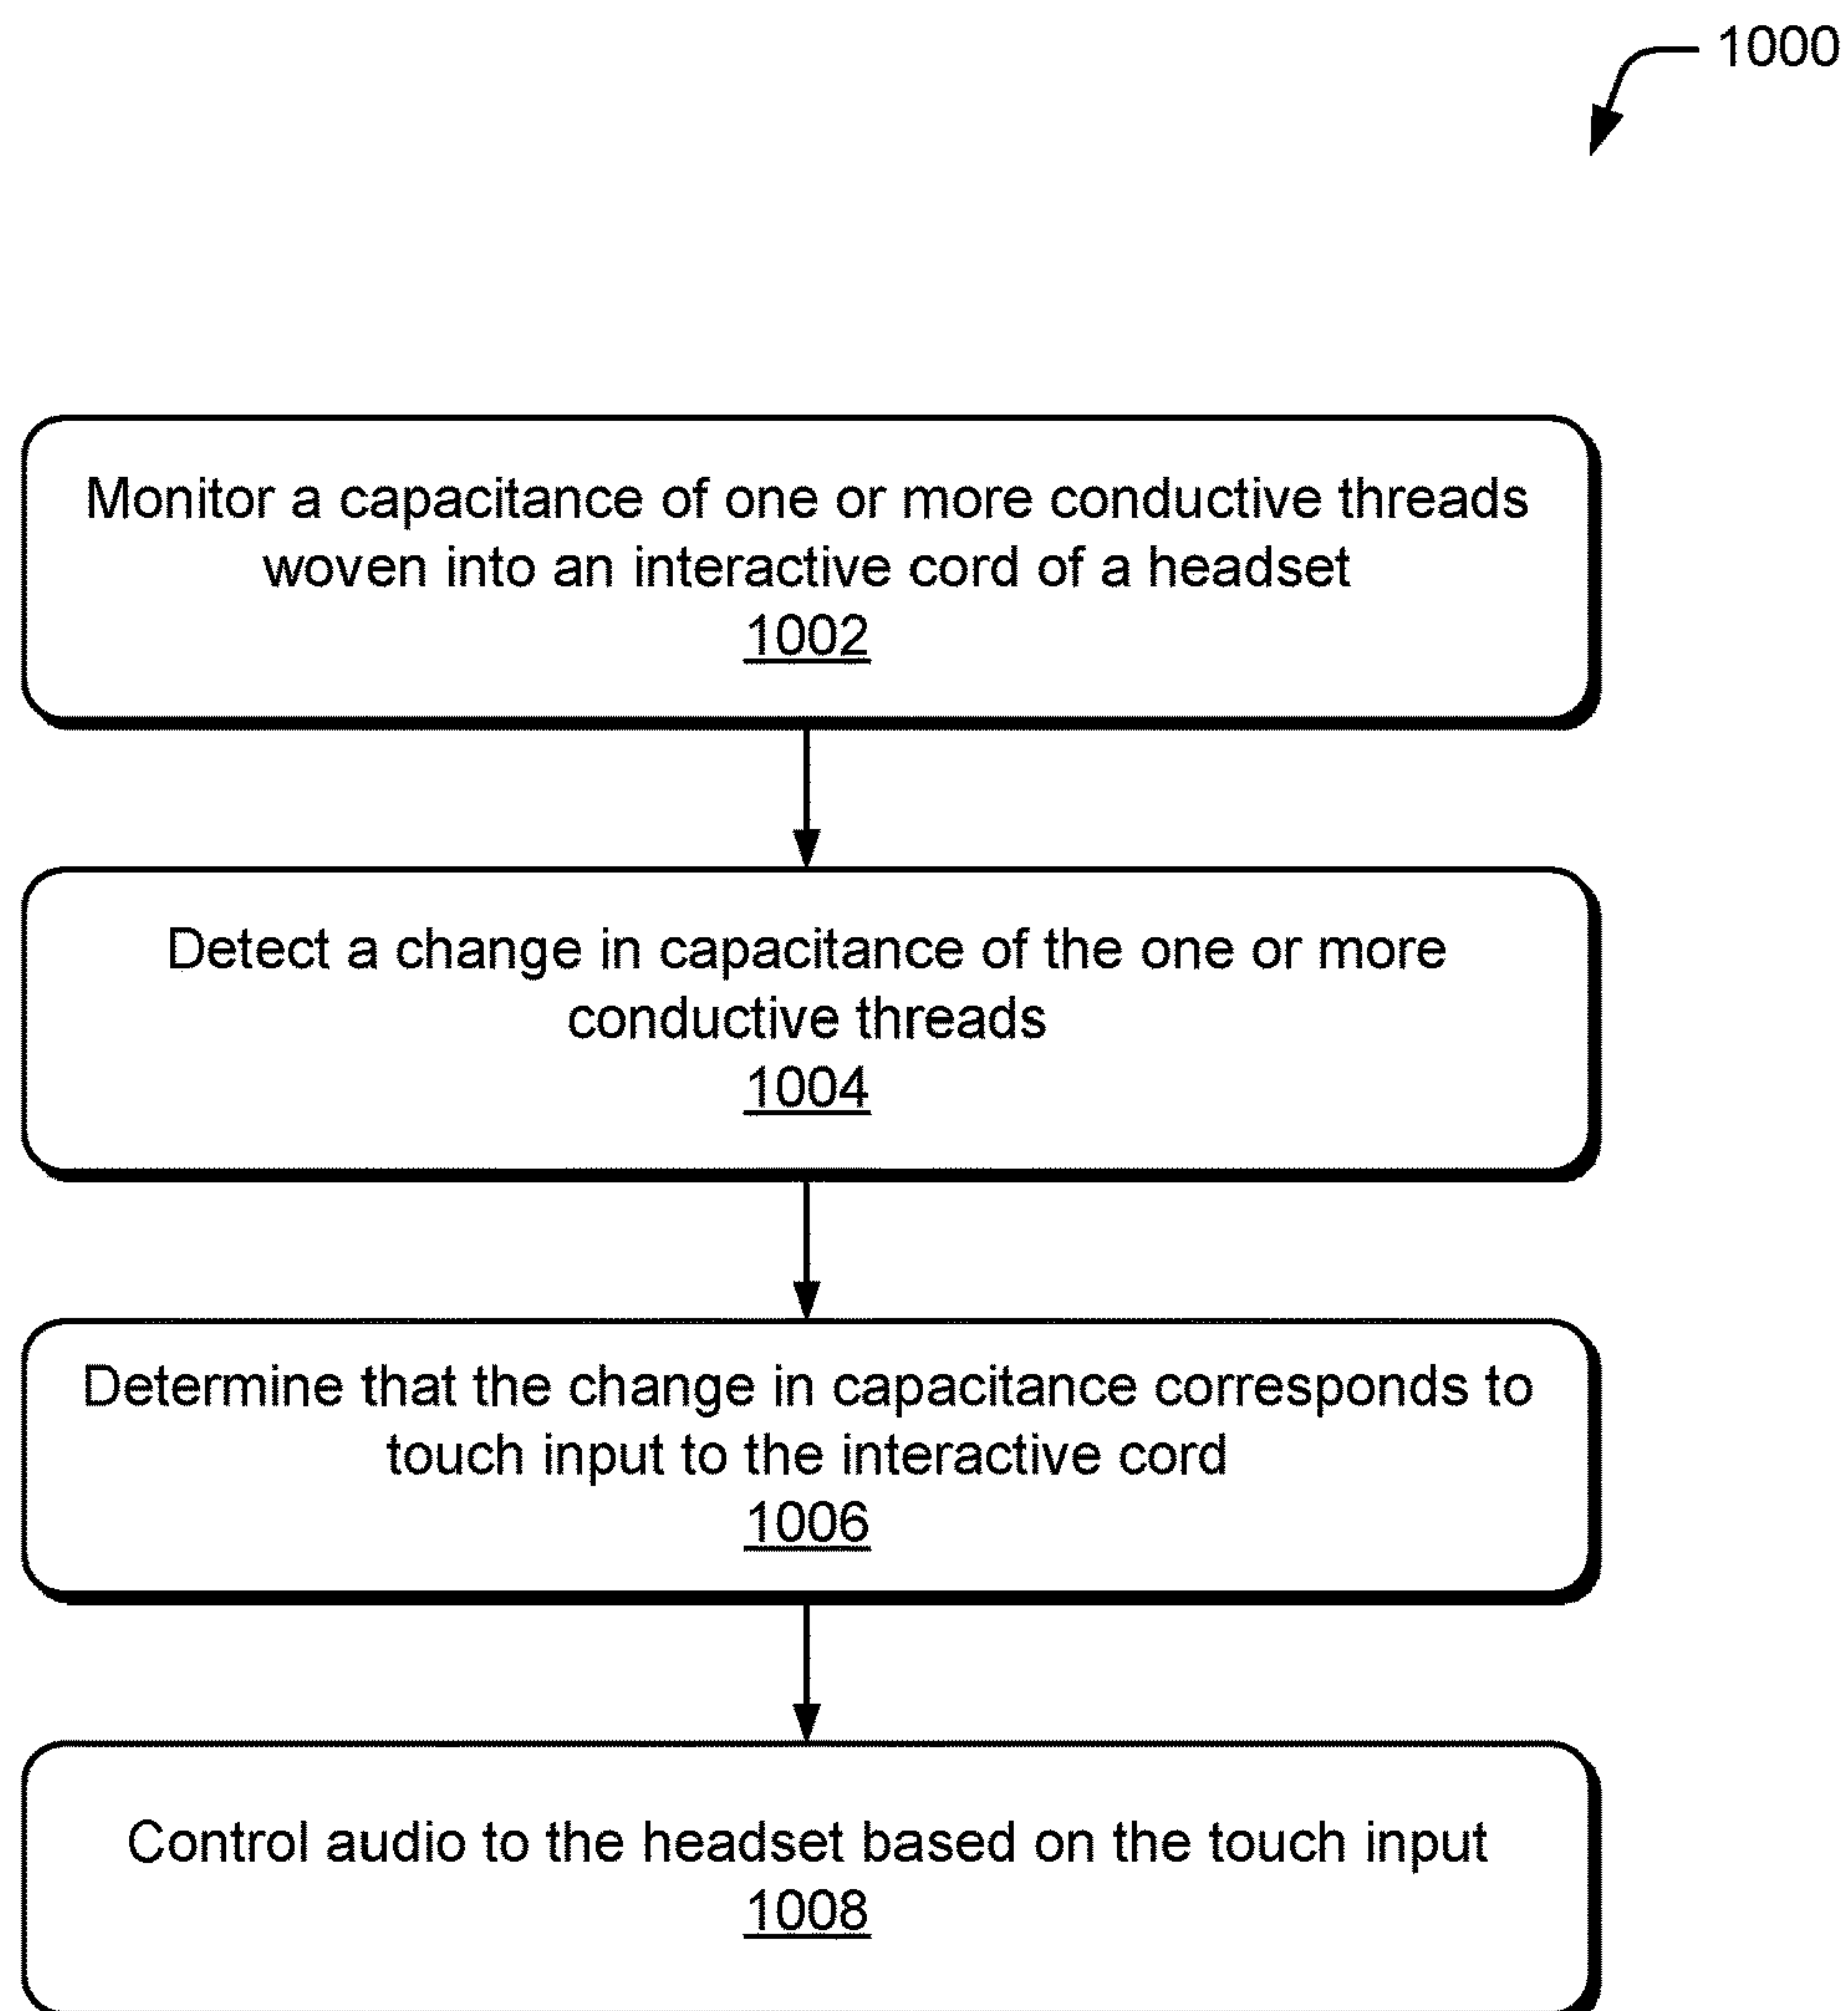 1000
Monitor a capacitance of one or more conductive threads
woven into an interactive cord of a headset
1002
Detect a change in capacitance of the one or more
conductive threads
1004
Determine that the change in capacitance corresponds to
touch input to the interactive cord
1006
Control audio to the headset based on the touch input
1008